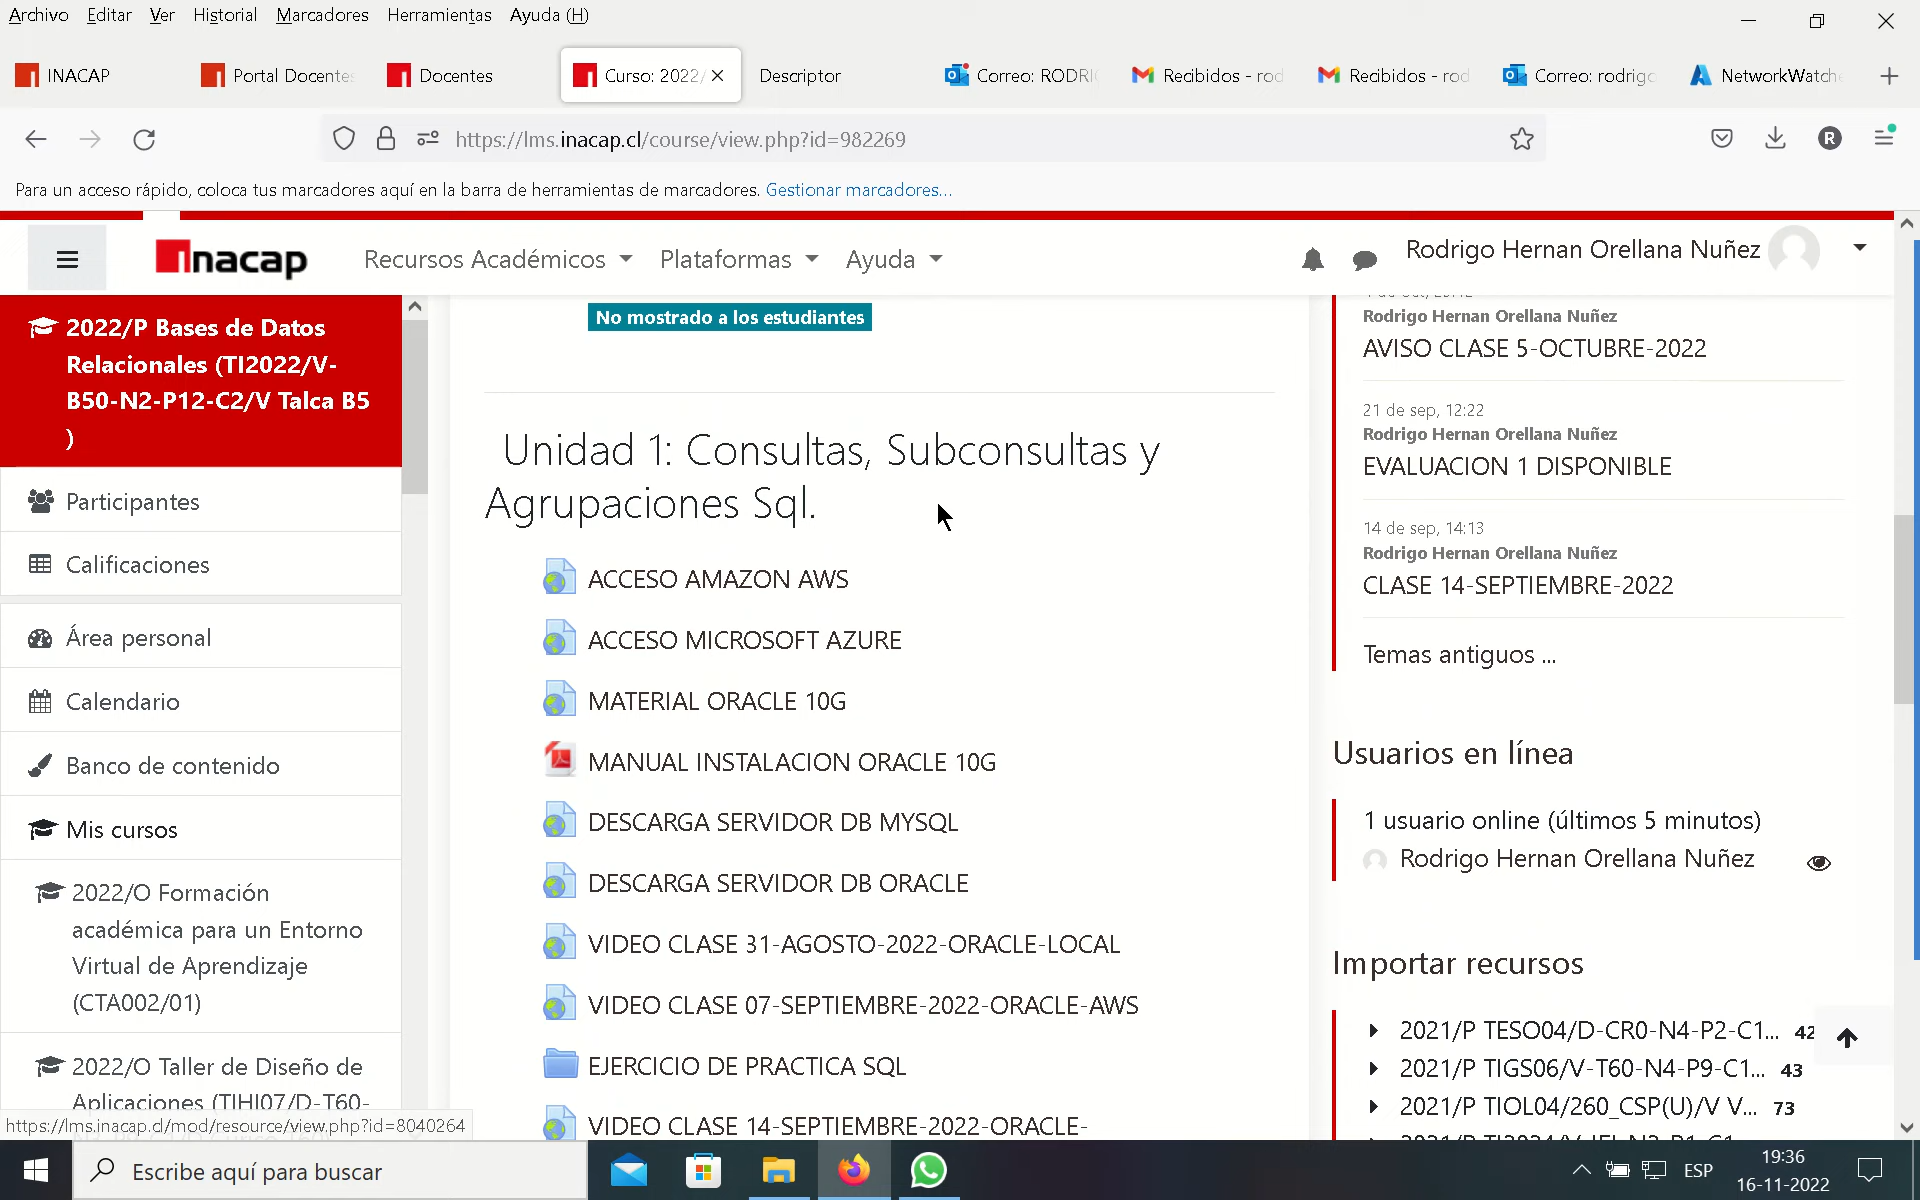 Archivo Editar Ver Historial Marcadores Herramientas Ayuda (H)
INACAP
Portal Docentes
Docentes
Curso: 2022/
Descriptor
Correo: RODRI
Recibidos - rod
Recibidos - rod
Correo: rodrigo
NetworkWatche
https://lms.inacap.cl/course/view.php?id=982269
R
Para un acceso rápido, coloca tus marcadores aquí en la barra de herramientas de marcadores. Gestionar marcadores...
Inacap
Recursos Académicos
Plataformas
Ayuda
Rodrigo Hernan Orellana Nuñez
2022/P Bases de Datos
Relacionales (TI2022/V-
B50-N2-P12-C2/V Talca B5
)
Participantes
Calificaciones
Área personal
Calendario
Banco de contenido
Mis cursos
2022/O Formación
académica para un Entorno
Virtual de Aprendizaje
(CTA002/01)
2022/O Taller de Diseño de
Aplicaciones (TIHI07/D-T60-
https://lms.inacap.cl/mod/resource/view.php?id=8040264
No mostrado a los estudiantes
Unidad 1: Consultas, Subconsultas y
Agrupaciones Sql.
ACCESO AMAZON AWS
ACCESO MICROSOFT AZURE
MATERIAL ORACLE 10G
MANUAL INSTALACION ORACLE 10G
DESCARGA SERVIDOR DB MYSQL
DESCARGA SERVIDOR DB ORACLE
VIDEO CLASE 31-AGOSTO-2022-ORACLE-LOCAL
VIDEO CLASE 07-SEPTIEMBRE-2022-ORACLE-AWS
EJERCICIO DE PRACTICA SQL
VIDEO CLASE 14-SEPTIEMBRE-2022-ORACLE-
Rodrigo Hernan Orellana Nuñez
AVISO CLASE 5-OCTUBRE-2022
21 de sep, 12:22
Rodrigo Hernan Orellana Nuñez
EVALUACION 1 DISPONIBLE
14 de sep, 14:13
Rodrigo Hernan Orellana Nuñez
CLASE 14-SEPTIEMBRE-2022
Temas antiguos ...
Usuarios en línea
1 usuario online (últimos 5 minutos)
Rodrigo Hernan Orellana Nuñez
Importar recursos
2021/P TESO04/D-CR0-N4-P2-C1... 42
2021/P TIGS06/V-T60-N4-P9-C1... 43
2021/P TIOL04/260_CSP(U)/V V... 73
Escribe aquí para buscar
ESP
19:36
16-11-2022